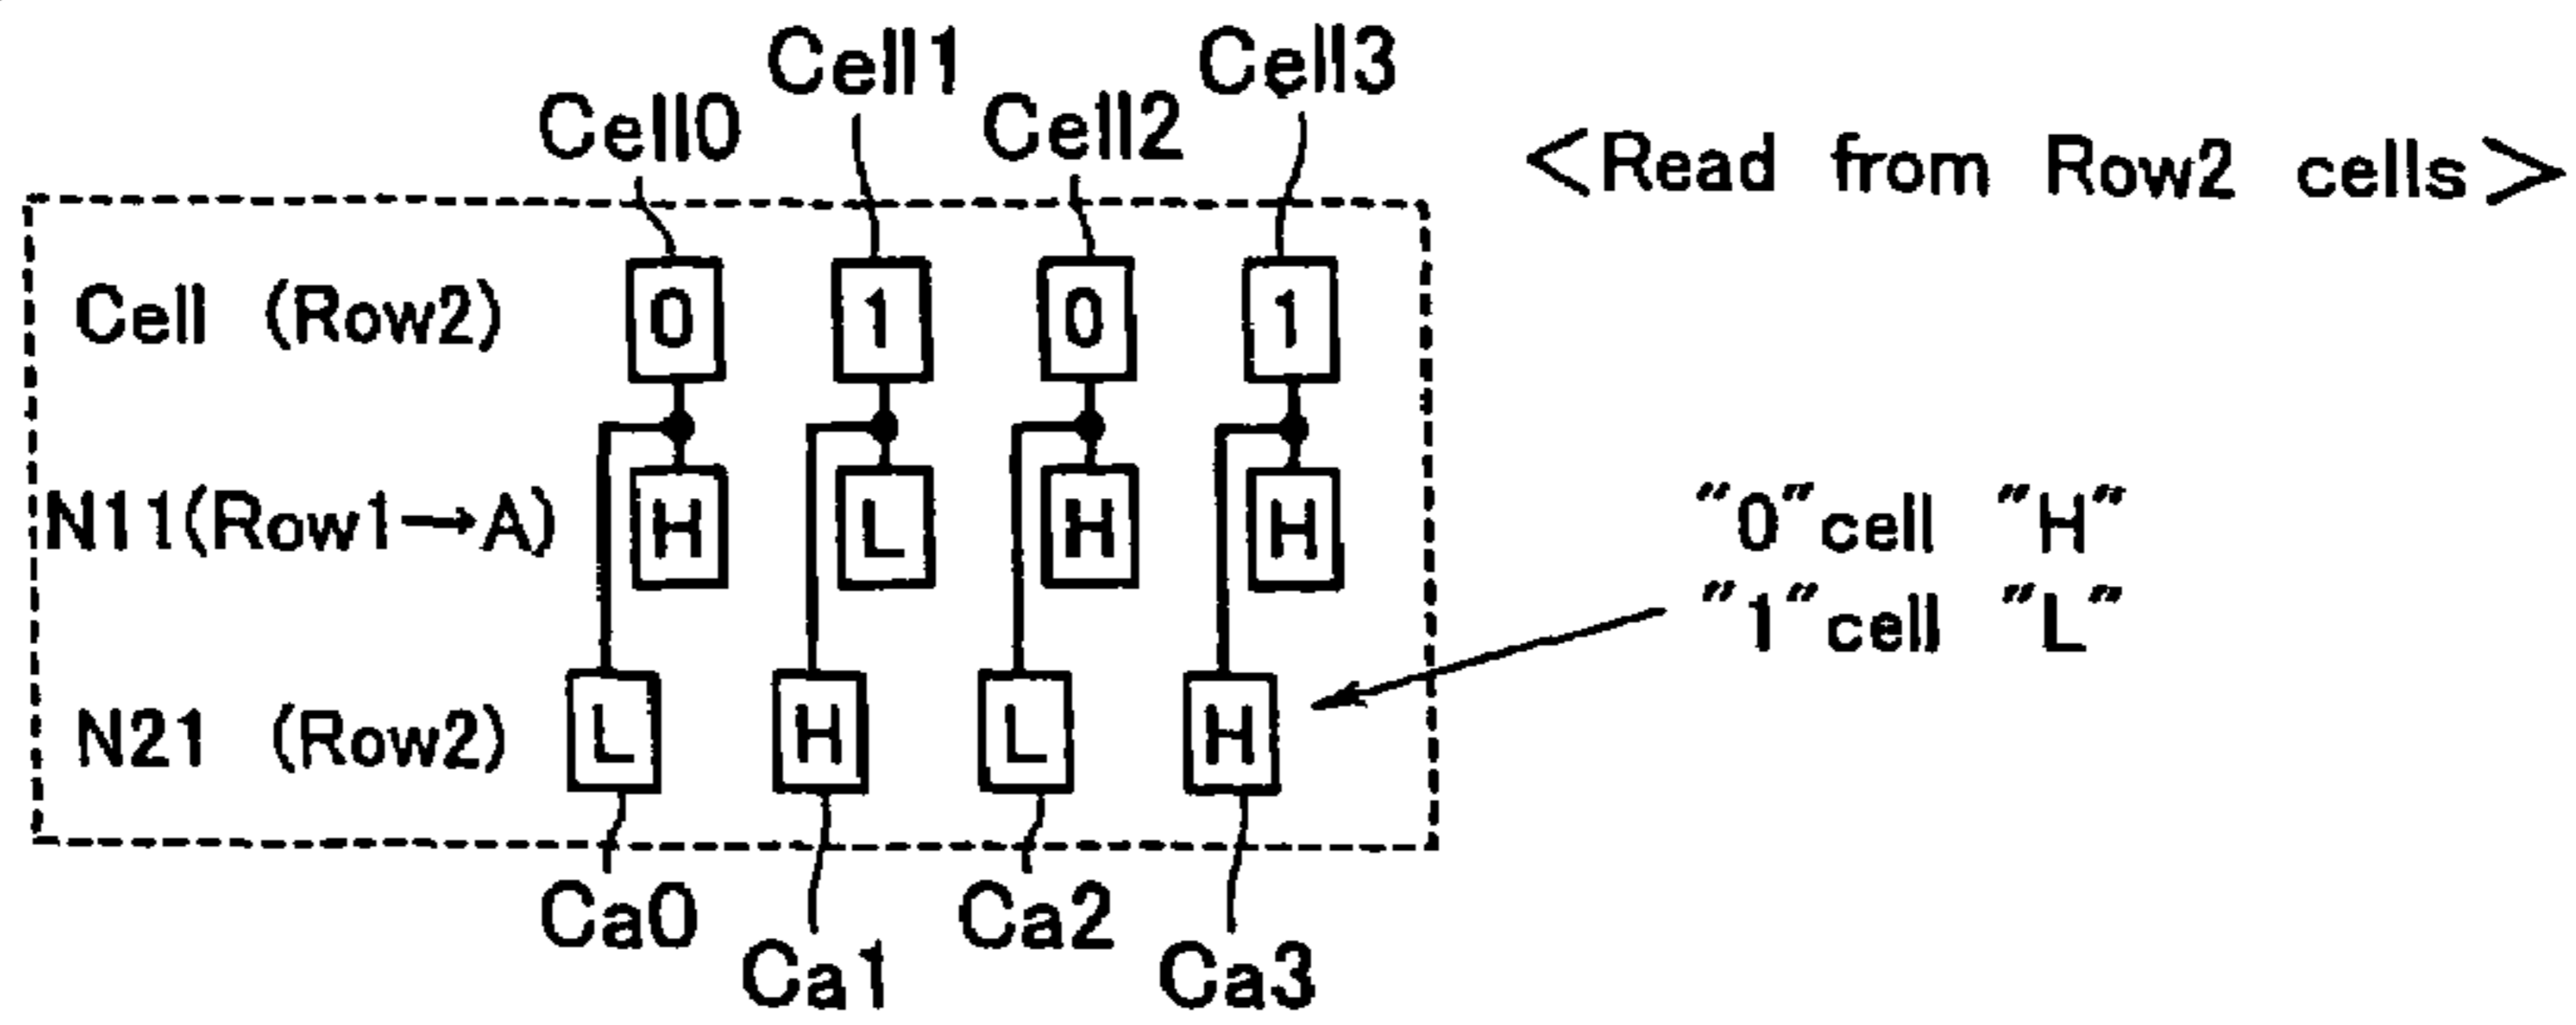 Cell0 Cell1 Cell2 Cell3
<Read from Row2 cells>
Cell (Row2) 0 1 0 1
N11(Row1→A) H L H H
"0"cell "H"
"1"cell "L"
N21 (Row2) L H L H
Ca0 Ca1 Ca2 Ca3